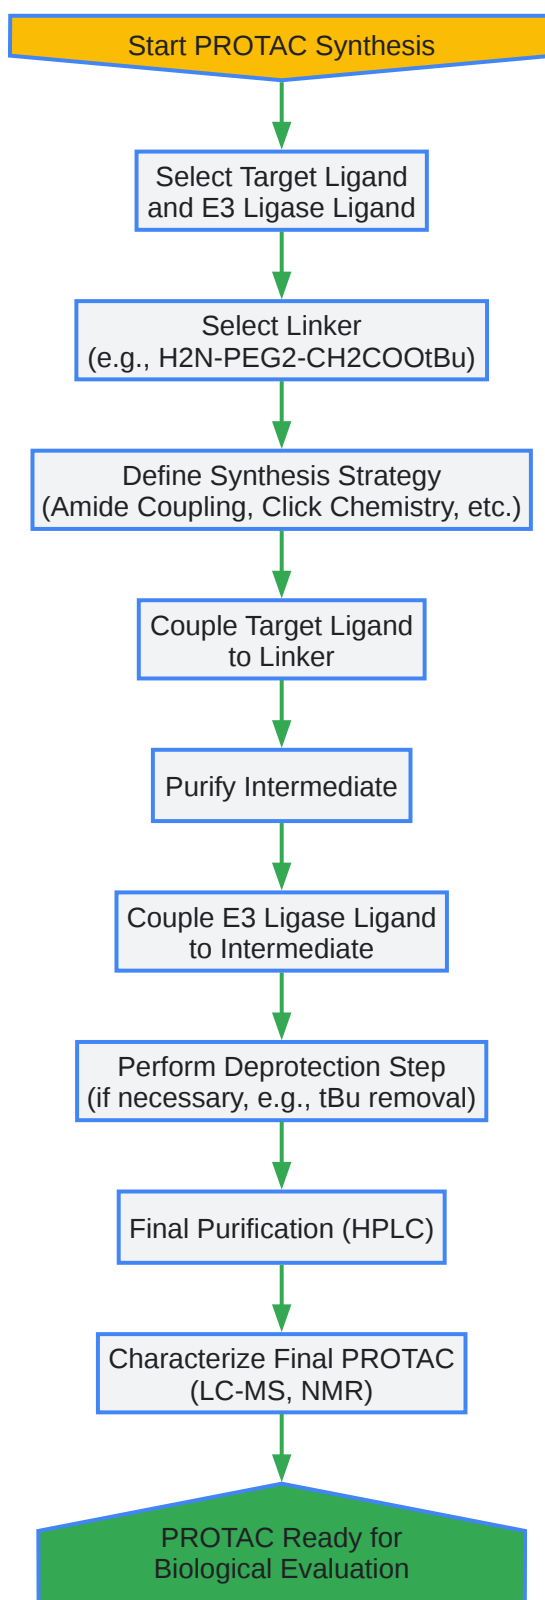 Start PROTAC Synthesis
Select Target Ligand
and E3 Ligase Ligand
Select Linker
(e.g., H2N-PEG2-CH2COOtBu)
Define Synthesis Strategy
(Amide Coupling, Click Chemistry, etc.)
Couple Target Ligand
to Linker
Purify Intermediate
Couple E3 Ligase Ligand
to Intermediate
Perform Deprotection Step
(if necessary, e.g., tBu removal)
Final Purification (HPLC)
Characterize Final PROTAC
(LC-MS, NMR)
PROTAC Ready for
Biological Evaluation